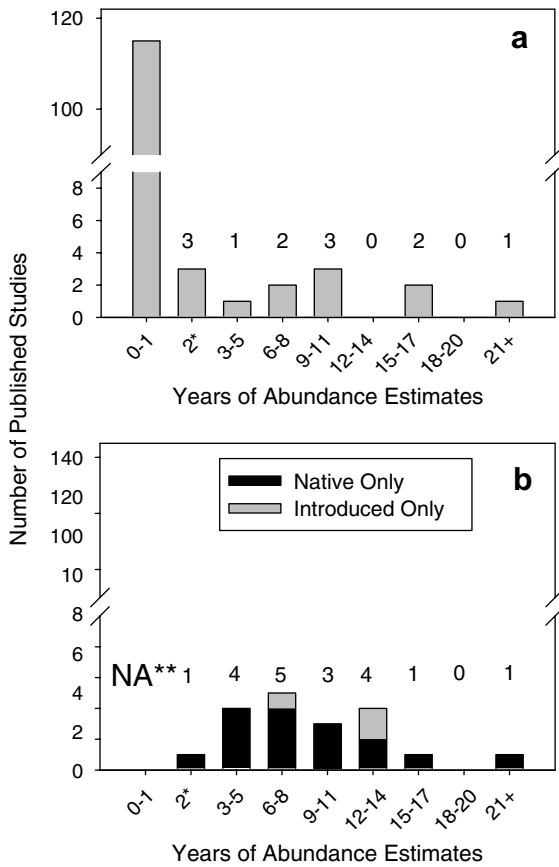 Number of Published Studies
120
100
8
6
4
2
0
a
3 1 2 3 0 2 0 1
0-1 2* 3-5 6-8 9-11 12-14 15-17 18-20 21+
Years of Abundance Estimates
140
120
100
10
8
6
4
2
0
b
Native Only
Introduced Only
NA** 1 4 5 3 4 1 0 1
0-1 2* 3-5 6-8 9-11 12-14 15-17 18-20 21+
Years of Abundance Estimates